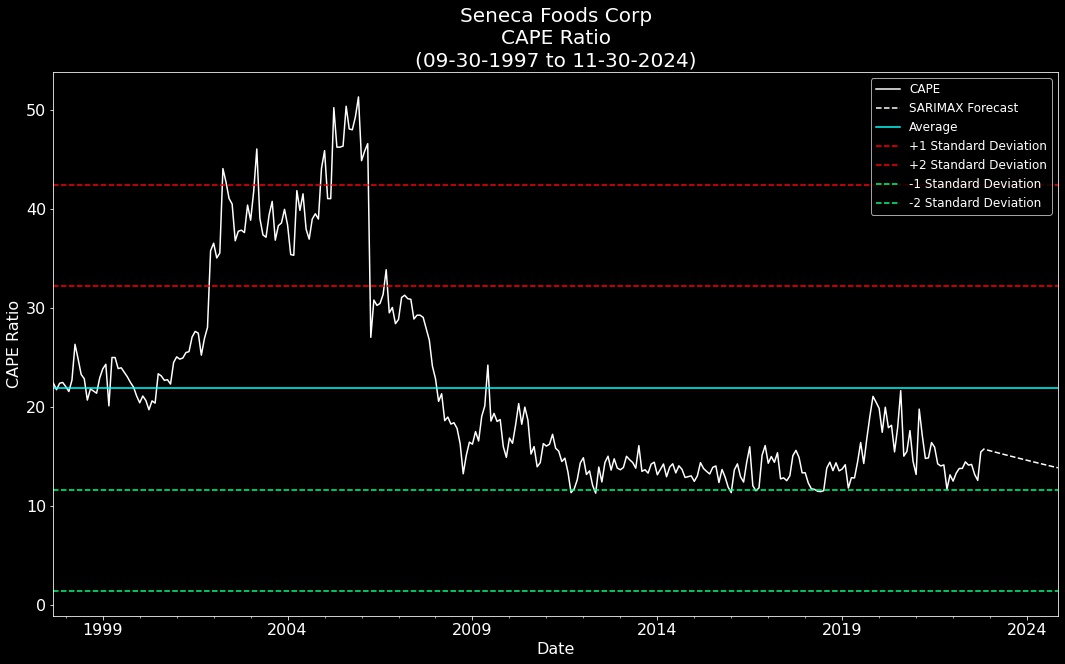 Seneca Foods Corp
CAPE Ratio
(09-30-1997 to 11-30-2024)
CAPE
SARIMAX Forecast
Average
+1 Standard Deviation
+2 Standard Deviation
-1 Standard Deviation
-2 Standard Deviation
CAPE Ratio
50
40
30
20
10
0
1999
2004
2009
2014
2019
2024
Date